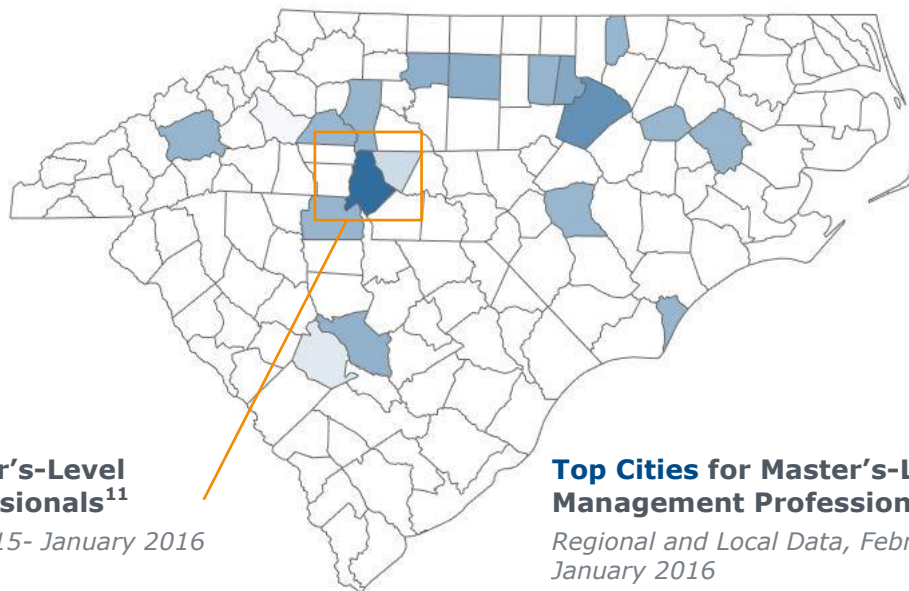 r's-Level
sionals11
15- January 2016
Top Cities for Master's-L
Management Profession
Regional and Local Data, Febr
January 2016